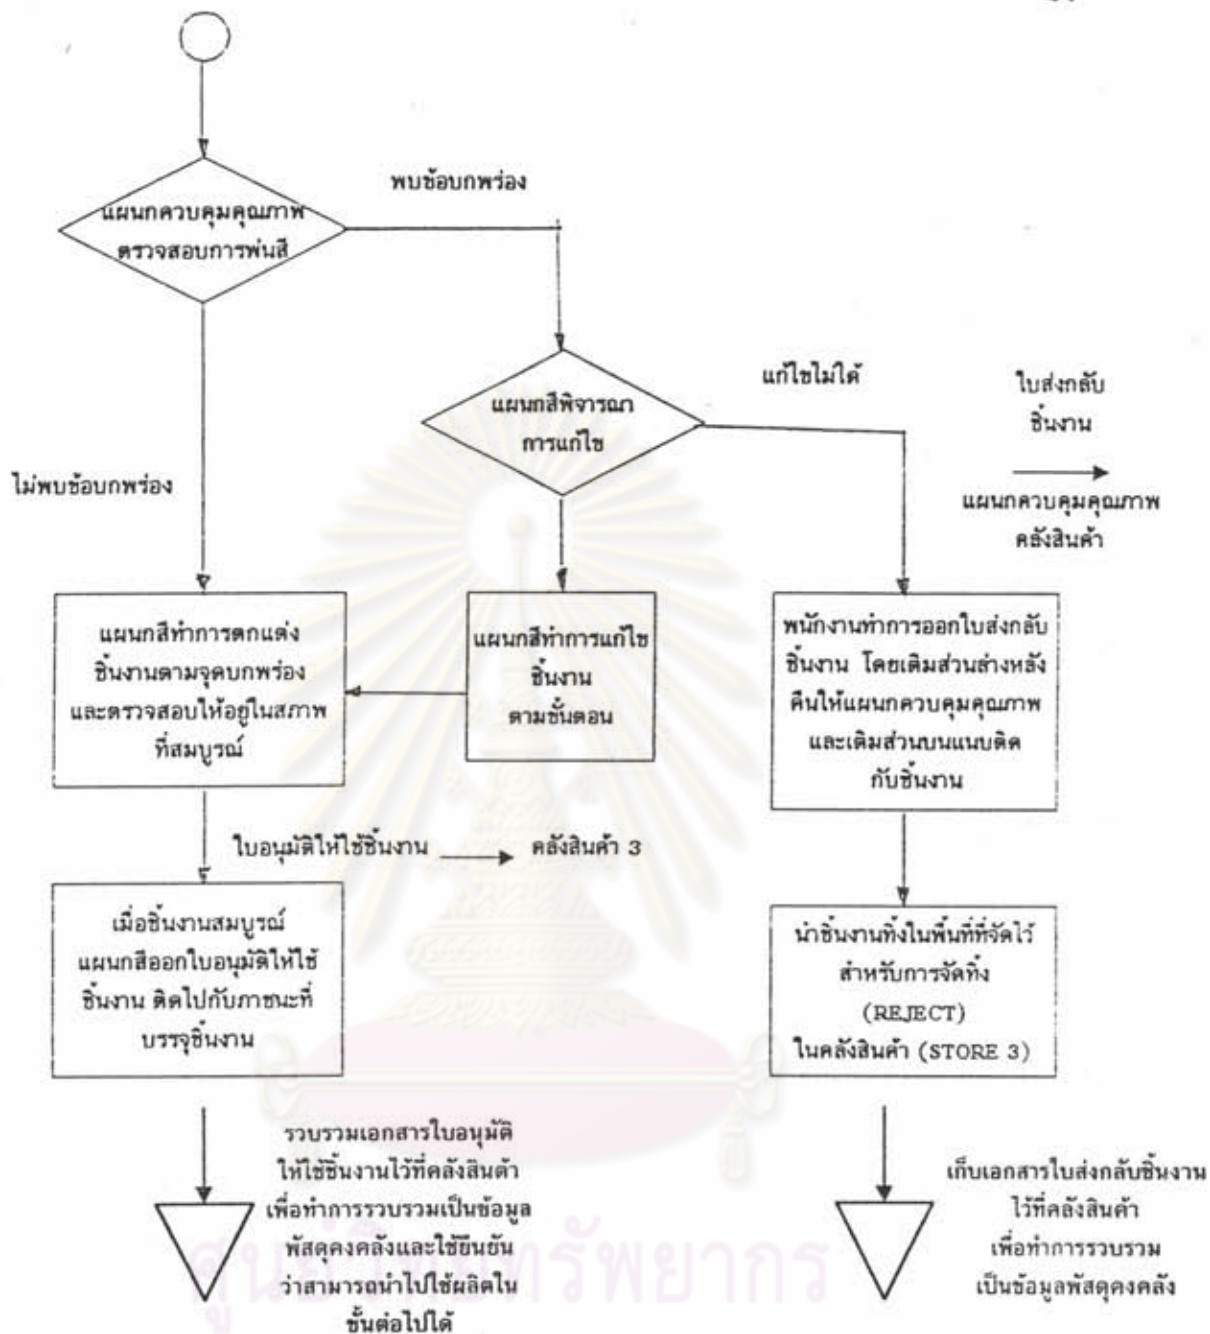 พบข้อบกพร่อง
แผนกควบคุมคุณภาพ
ตรวจสอบการพ่นสี
แก้ไขไม่ได้
ใบส่งกลับ
ชิ้นงาน
แผนกสีพิจารณา
การแก้ไข
ไม่พบข้อบกพร่อง
แผนกควบคุมคุณภาพ
คลังสินค้า
แผนกสีทำการตกแต่ง
ชิ้นงานตามจุดบกพร่อง
และตรวจสอบให้อยู่ในสภาพ
ที่สมบูรณ์
แผนกสีทำการแก้ไข
ชิ้นงาน
ตามขั้นตอน
พนักงานทำการออกใบส่งกลับ
ชิ้นงาน โดยเติมส่วนล่างหลัง
คืนให้แผนกควบคุมคุณภาพ
และเติมส่วนบนแนบติด
กับชิ้นงาน
ใบอนุมัติให้ใช้ชิ้นงาน
คลังสินค้า 3
เมื่อชิ้นงานสมบูรณ์
แผนกสีออกใบอนุมัติให้ใช้
ชิ้นงาน ติดไปกับภาชนะที่
บรรจุชิ้นงาน
นำชิ้นงานทิ้งในพื้นที่ที่จัดไว้
สำหรับการจัดทิ้ง
(REJECT)
ในคลังสินค้า (STORE 3)
รวบรวมเอกสารใบอนุมัติ
ให้ใช้ชิ้นงานไว้ที่คลังสินค้า
เพื่อทำการรวบรวมเป็นข้อมูล
พัสดุคงคลังและใช้ยืนยัน
ว่าสามารถนำไปใช้ผลิตใน
ขั้นต่อไปได้
เก็บเอกสารใบส่งกลับชิ้นงาน
ไว้ที่คลังสินค้า
เพื่อทำการรวบรวม
เป็นข้อมูลพัสดุคงคลัง
ศูนย์วิทยทรัพยากร